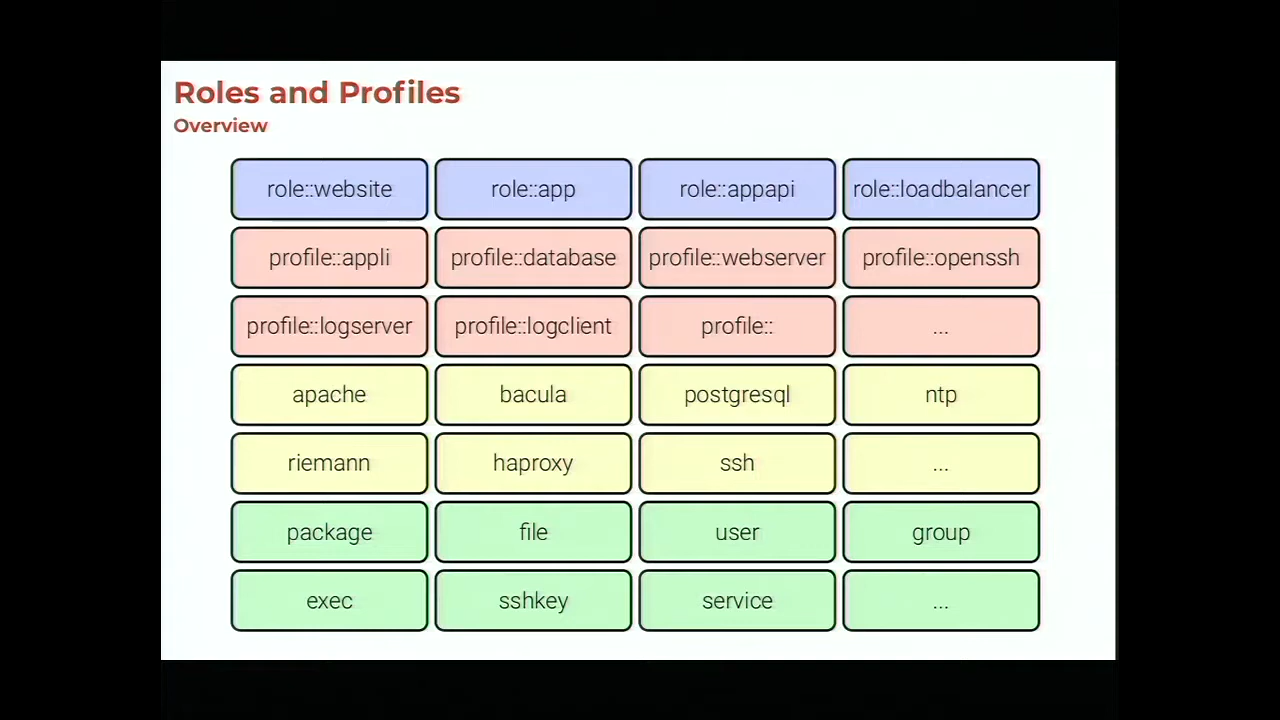 Roles and Profiles
Overview
role::website role::app role::appapi role::loadbalancer
profile::appli profile::database profile::webserver profile::openssh
profile::logserver profile::logclient profile:: ...
apache bacula postgresql ntp
riemann haproxy ssh ...
package file user group
exec sshkey service ...